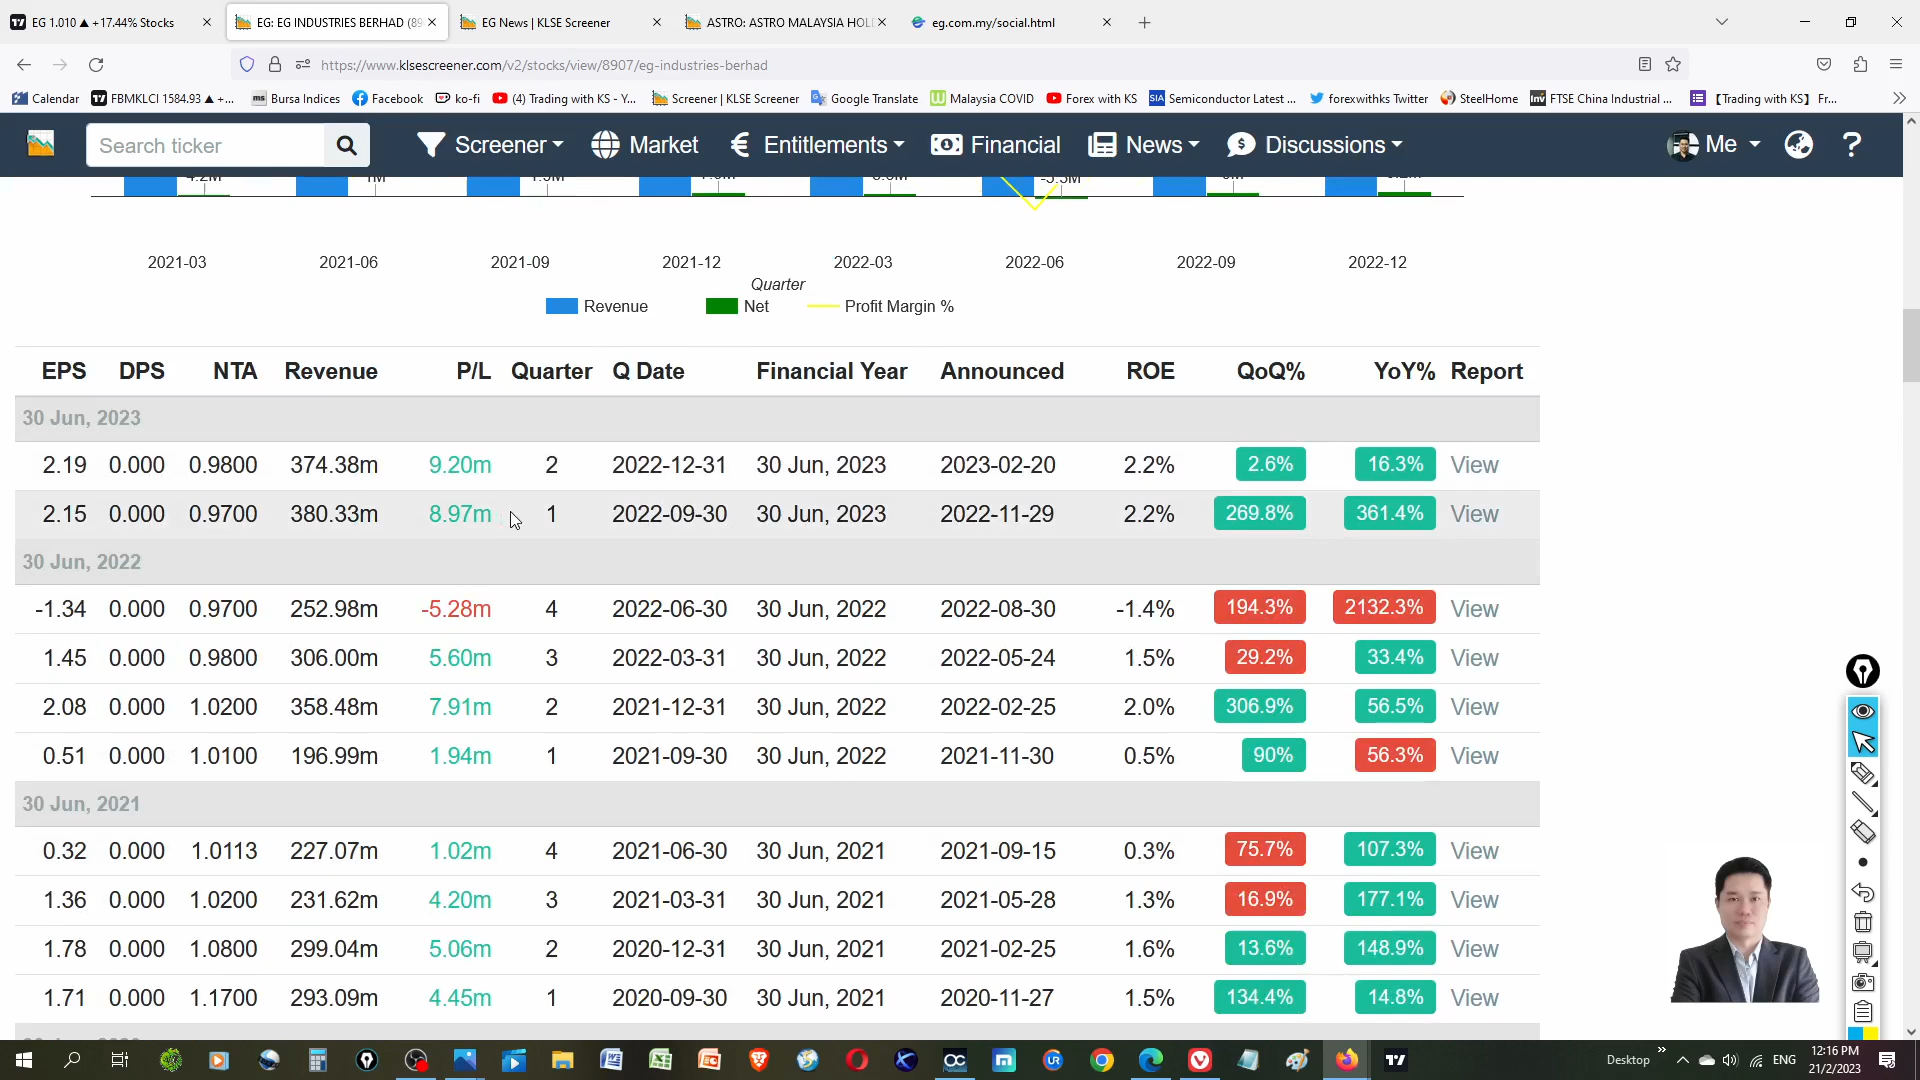 EG 1.010 ▲ +17.44% Stocks
EG: EG INDUSTRIES BERHAD (89
EG News | KLSE Screener
ASTRO: ASTRO MALAYSIA HOL
eg.com.my/social.html
https://www.klsescreener.com/v2/stocks/view/8907/eg-industries-berhad
Calendar
FBMKLCI 1584.93 ▲ +...
Bursa Indices
Facebook
ko-fi
(4) Trading with KS - Y...
Screener | KLSE Screener
Google Translate
Malaysia COVID
Forex with KS
Semiconductor Latest ...
forexwithks Twitter
SteelHome
FTSE China Industrial ...
【Trading with KS】 Fr...
Search ticker
Screener
Market
Entitlements
Financial
News
Discussions
Me
2021-03 2021-06 2021-09 2021-12 2022-03 2022-06 2022-09 2022-12
Quarter
Revenue Net Profit Margin %
EPS DPS NTA Revenue P/L Quarter Q Date Financial Year Announced ROE QoQ% YoY% Report
30 Jun, 2023
2.19 0.000 0.9800 374.38m 9.20m 2 2022-12-31 30 Jun, 2023 2023-02-20 2.2% 2.6% 16.3% View
2.15 0.000 0.9700 380.33m 8.97m 1 2022-09-30 30 Jun, 2023 2022-11-29 2.2% 269.8% 361.4% View
30 Jun, 2022
-1.34 0.000 0.9700 252.98m -5.28m 4 2022-06-30 30 Jun, 2022 2022-08-30 -1.4% 194.3% 2132.3% View
1.45 0.000 0.9800 306.00m 5.60m 3 2022-03-31 30 Jun, 2022 2022-05-24 1.5% 29.2% 33.4% View
2.08 0.000 1.0200 358.48m 7.91m 2 2021-12-31 30 Jun, 2022 2022-02-25 2.0% 306.9% 56.5% View
0.51 0.000 1.0100 196.99m 1.94m 1 2021-09-30 30 Jun, 2022 2021-11-30 0.5% 90% 56.3% View
30 Jun, 2021
0.32 0.000 1.0113 227.07m 1.02m 4 2021-06-30 30 Jun, 2021 2021-09-15 0.3% 75.7% 107.3% View
1.36 0.000 1.0200 231.62m 4.20m 3 2021-03-31 30 Jun, 2021 2021-05-28 1.3% 16.9% 177.1% View
1.78 0.000 1.0800 299.04m 5.06m 2 2020-12-31 30 Jun, 2021 2021-02-25 1.6% 13.6% 148.9% View
1.71 0.000 1.1700 293.09m 4.45m 1 2020-09-30 30 Jun, 2021 2020-11-27 1.5% 134.4% 14.8% View
Desktop
ENG
12:16 PM
21/2/2023